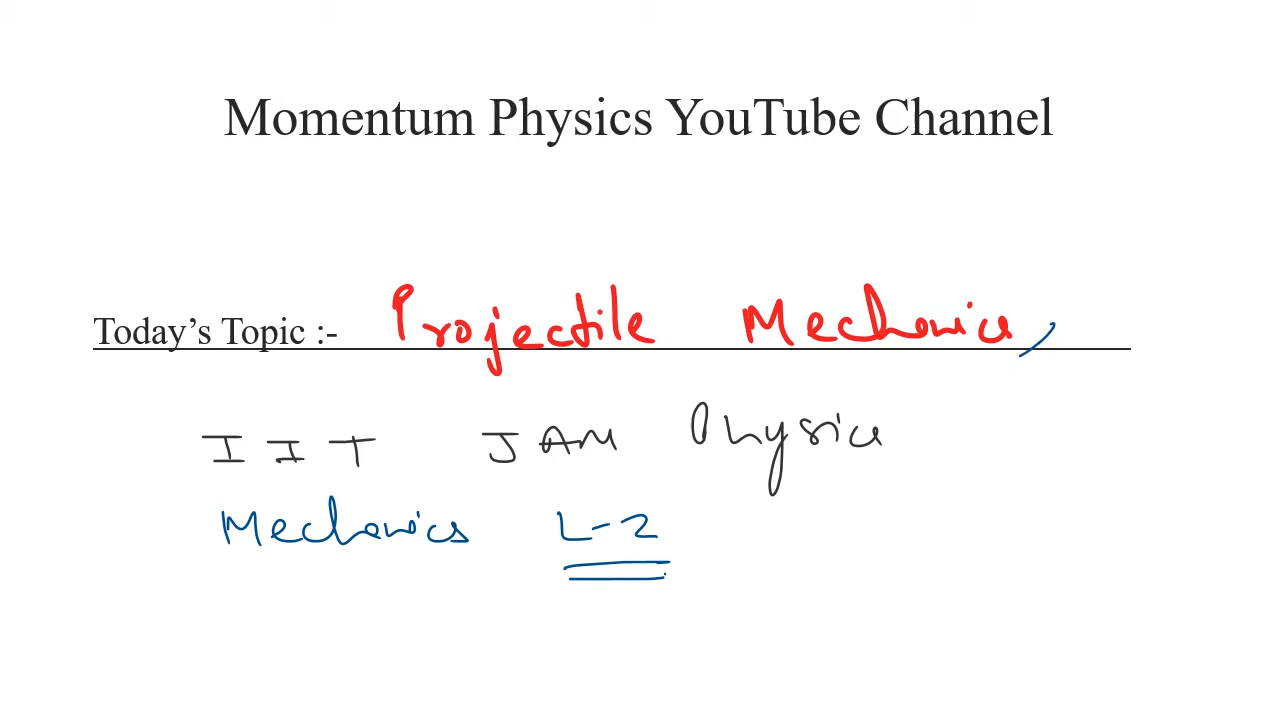 Momentum Physics YouTube Channel
Today's Topic :- Projectile Mechanics
IIT JAM Physics
Mechanics L-2